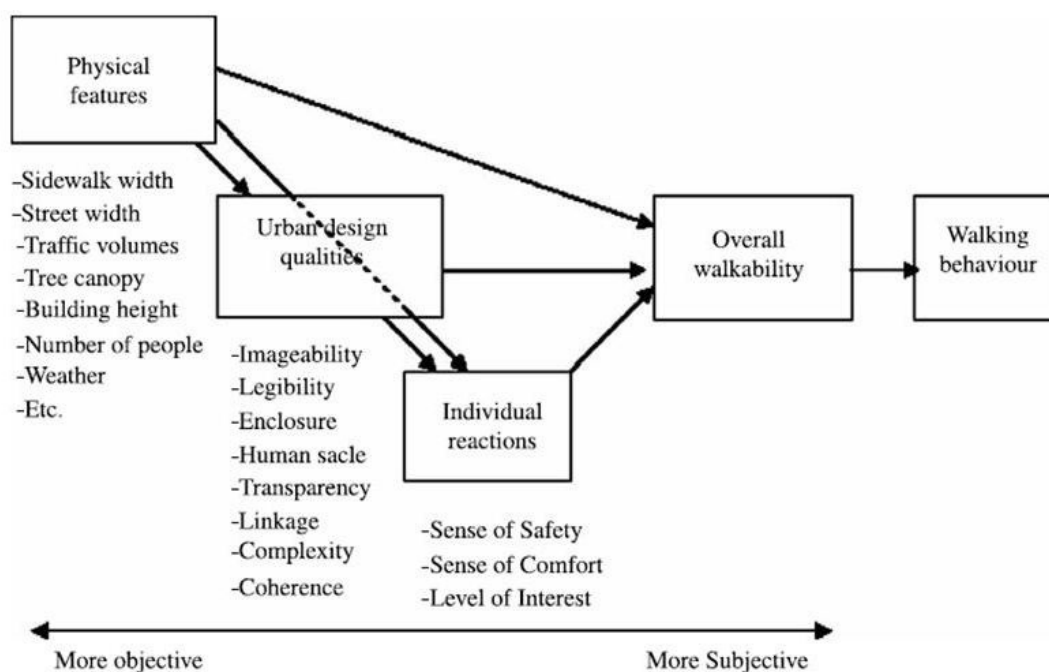 Physical
features
-Sidewalk width
-Street width
-Traffic volumes
-Tree canopy
-Building height
-Number of people
-Weather
-Etc.
Urban design
qualities
-Imageability
-Legibility
-Enclosure
-Human sacle
-Transparency
-Linkage
-Complexity
-Coherence
Individual
reactions
-Sense of Safety
-Sense of Comfort
-Level of Interest
Overall
walkability
Walking
behaviour
More objective
More Subjective